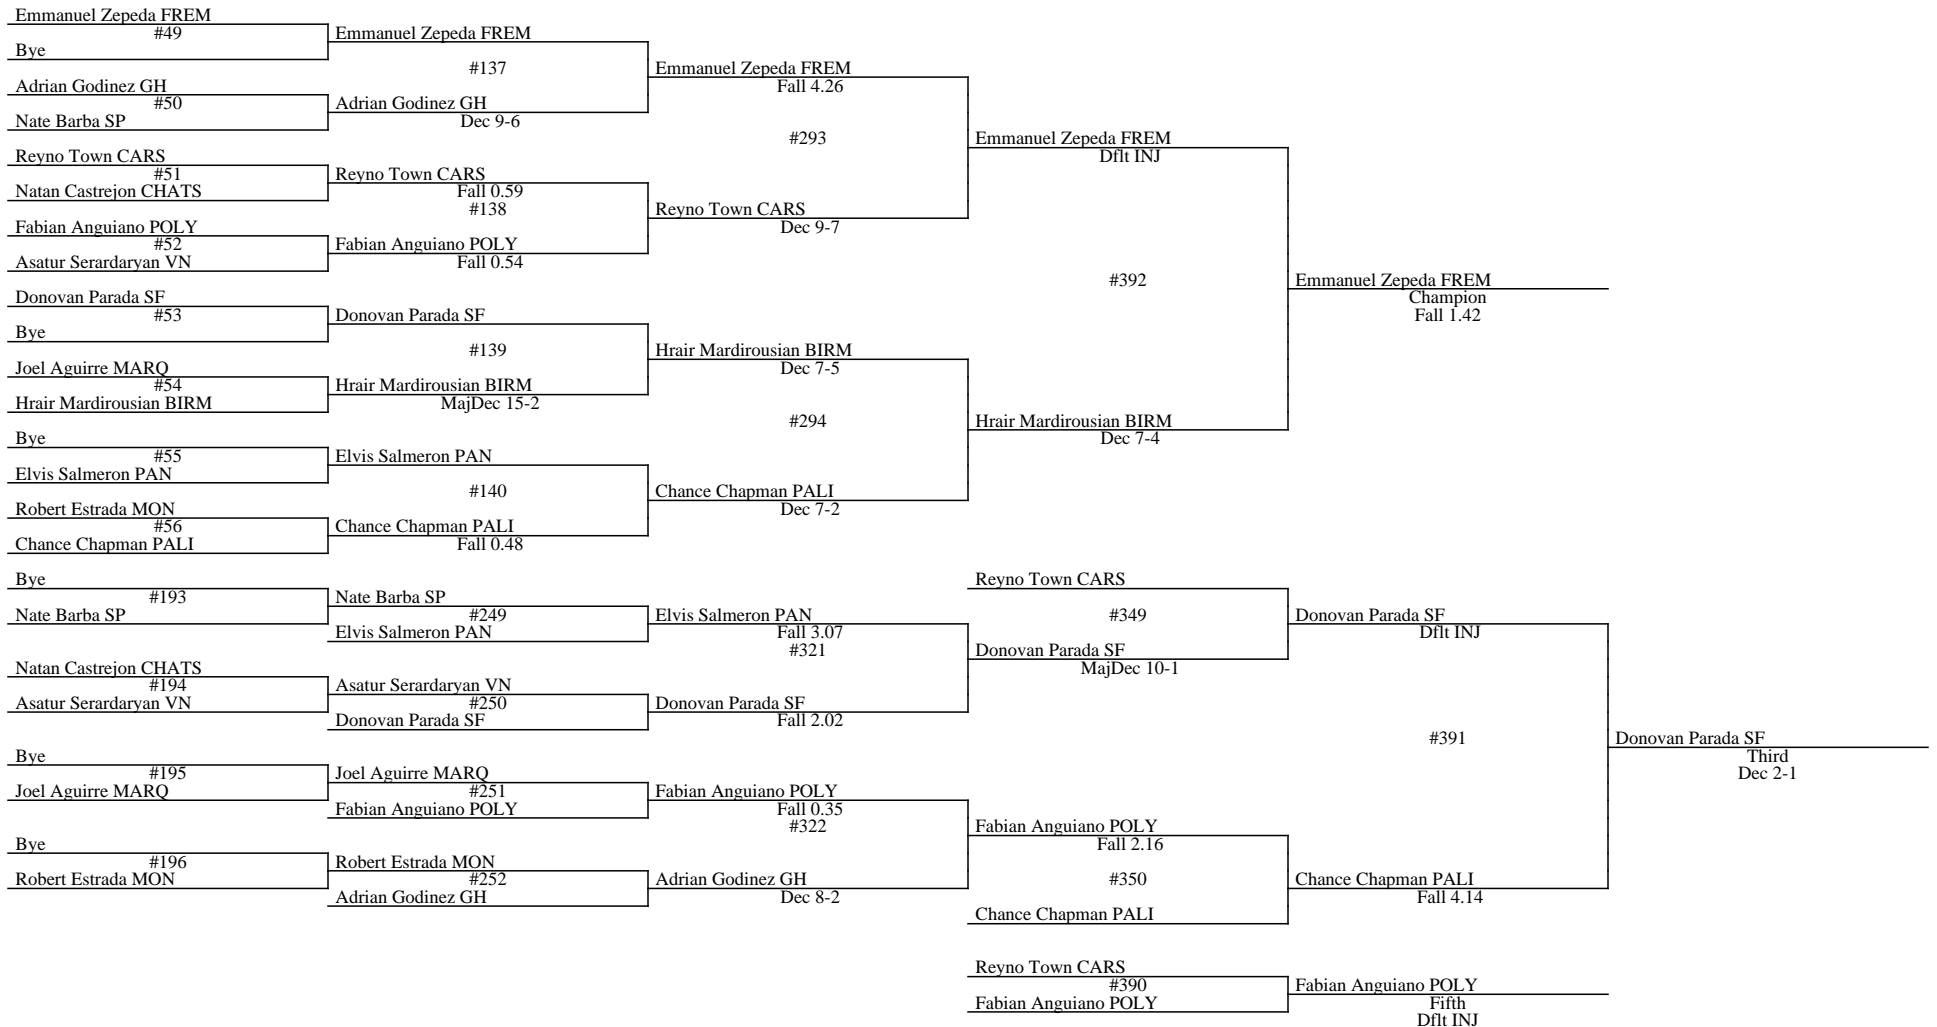 Emmanuel Zepeda FREM
#49
Bye
Emmanuel Zepeda FREM
#137
Adrian Godinez GH
#50
Nate Barba SP
Adrian Godinez GH
Dec 9-6
Emmanuel Zepeda FREM
Fall 4.26
#293
Reyno Town CARS
#51
Natan Castrejon CHATS
Reyno Town CARS
Fall 0.59
#138
Fabian Anguiano POLY
#52
Asatur Serardaryan VN
Fabian Anguiano POLY
Fall 0.54
Reyno Town CARS
Dec 9-7
Emmanuel Zepeda FREM
Dflt INJ
#392
Donovan Parada SF
#53
Bye
Donovan Parada SF
#139
Joel Aguirre MARQ
#54
Hrair Mardirousian BIRM
Hrair Mardirousian BIRM
MajDec 15-2
Hrair Mardirousian BIRM
Dec 7-5
#294
Bye
#55
Elvis Salmeron PAN
Elvis Salmeron PAN
#140
Robert Estrada MON
#56
Chance Chapman PALI
Chance Chapman PALI
Fall 0.48
Chance Chapman PALI
Dec 7-2
Hrair Mardirousian BIRM
Dec 7-4
Emmanuel Zepeda FREM
Champion
Fall 1.42
Bye
#193
Nate Barba SP
Nate Barba SP
#249
Elvis Salmeron PAN
Elvis Salmeron PAN
Fall 3.07
#321
Natan Castrejon CHATS
#194
Asatur Serardaryan VN
Asatur Serardaryan VN
#250
Donovan Parada SF
Donovan Parada SF
Fall 2.02
Reyno Town CARS
#349
Donovan Parada SF
MajDec 10-1
Donovan Parada SF
Dflt INJ
#391
Bye
#195
Joel Aguirre MARQ
Joel Aguirre MARQ
#251
Fabian Anguiano POLY
Fabian Anguiano POLY
Fall 0.35
#322
Bye
#196
Robert Estrada MON
Robert Estrada MON
#252
Adrian Godinez GH
Adrian Godinez GH
Dec 8-2
Fabian Anguiano POLY
Fall 2.16
#350
Chance Chapman PALI
Chance Chapman PALI
Fall 4.14
Donovan Parada SF
Third
Dec 2-1
Reyno Town CARS
#390
Fabian Anguiano POLY
Fabian Anguiano POLY
Fifth
Dflt INJ